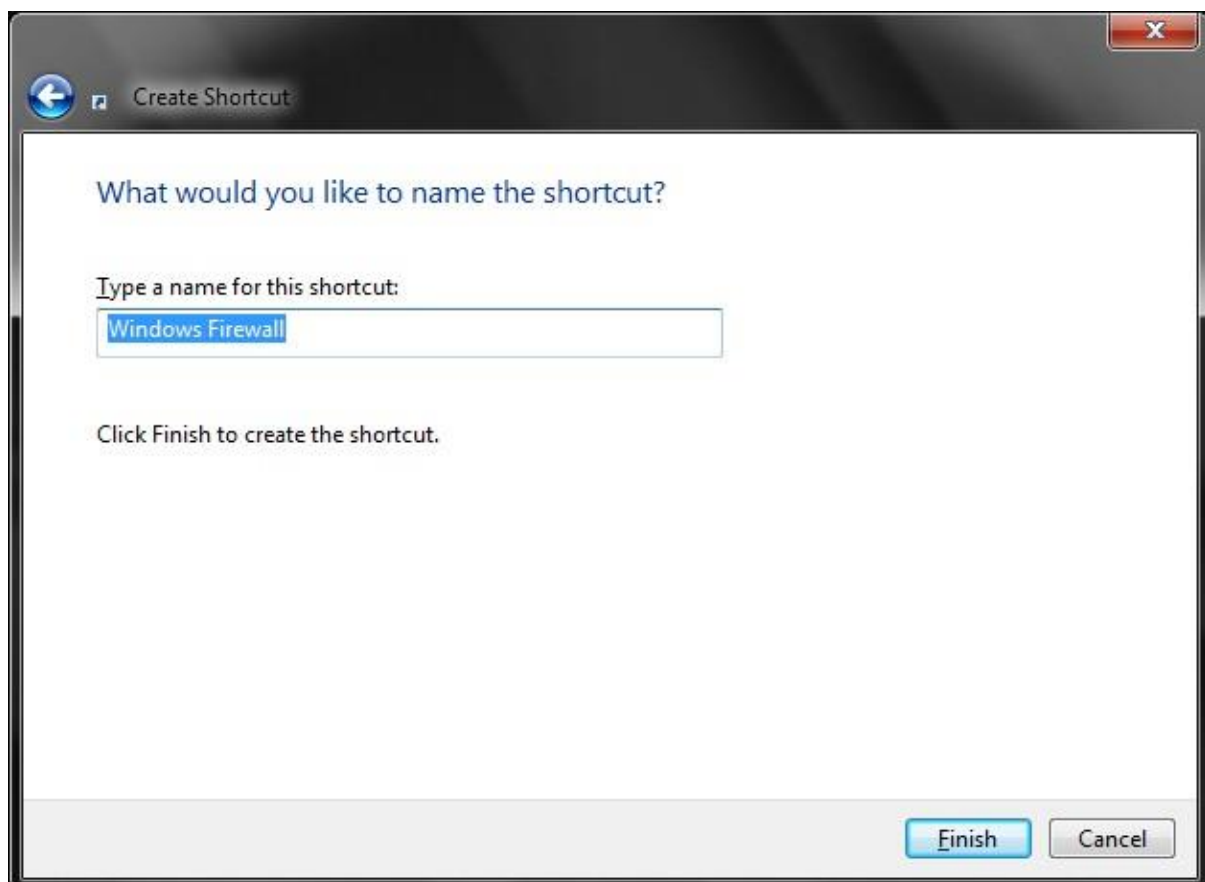 Create Shortcut
What would you like to name the shortcut?
Type a name for this shortcut:
Windows Firewall
Click Finish to create the shortcut.
Finish Cancel